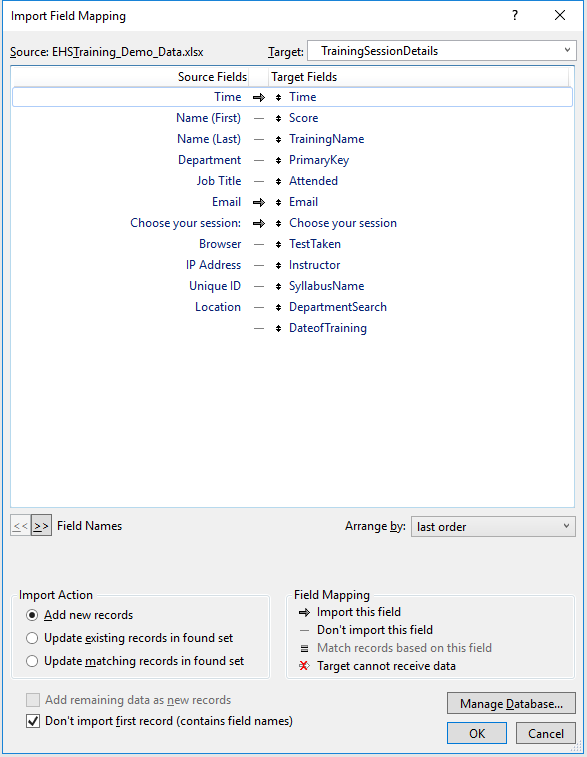 Import Field Mapping
? ×
Source: EHSTraining_Demo_Data.xlsx Target: TrainingSessionDetails
Source Fields Target Fields
Time Time
Name (First) Score
Name (Last) TrainingName
Department PrimaryKey
Job Title Attended
Email Email
Choose your session: Choose your session
Browser TestTaken
IP Address Instructor
Unique ID SyllabusName
Location DepartmentSearch
DateofTraining
<< >> Field Names Arrange by: last order
Import Action
Add new records
Update existing records in found set
Update matching records in found set
Field Mapping
Import this field
Don't import this field
Match records based on this field
Target cannot receive data
Add remaining data as new records
Don't import first record (contains field names)
Manage Database...
OK Cancel